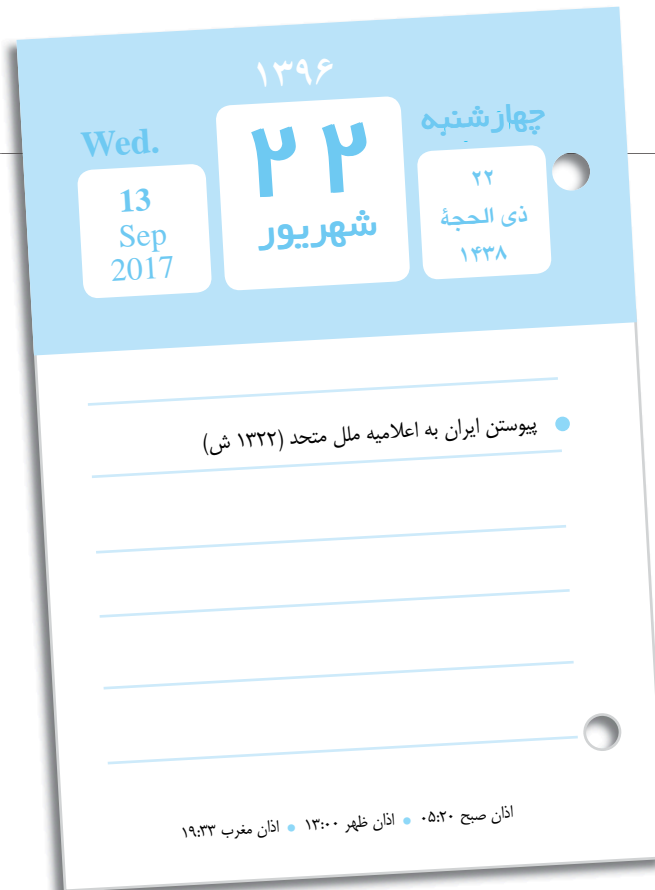 ۱۳۹۶
چهارشنبه
۲۲
ذی الحجة
۱۴۳۸
۲۲
شهریور
Wed.
13
Sep
2017
پیوستن ایران به اعلامیه ملل متحد (۱۳۲۲ ش)
اذان صبح ۰۵:۲۰ • اذان ظهر ۱۳:۰۰ • اذان مغرب ۱۹:۳۳